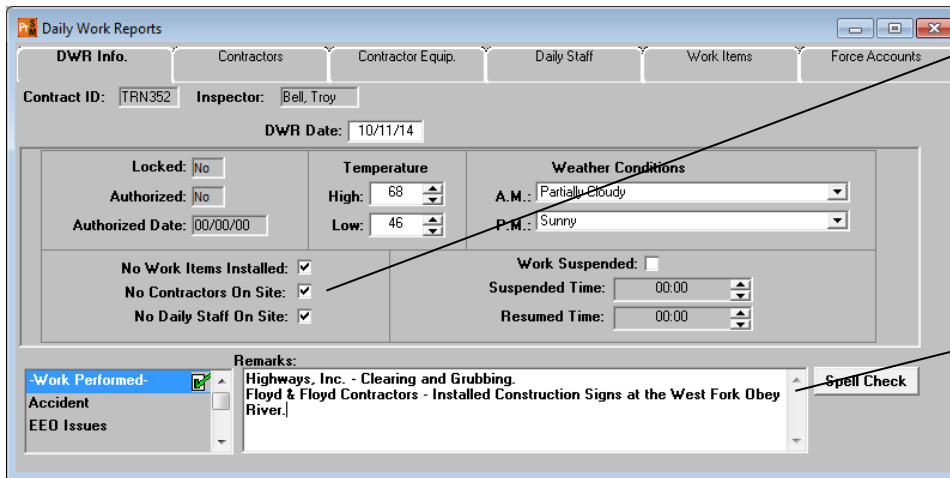 Pr S M Daily Work Reports
DWR Info. Contractors Contractor Equip. Daily Staff Work Items Force Accounts
Contract ID: TRN352 Inspector: Bell, Troy
DWR Date: 10/11/14
Locked: No Temperature Weather Conditions
High: 68 A.M.: Partially Cloudy
Authorized: No
Low: 46 P.M.: Sunny
Authorized Date: 00/00/00
No Work Items Installed: Work Suspended:
No Contractors On Site: Suspended Time: 00:00
No Daily Staff On Site: Resumed Time: 00:00
Remarks:
-Work Performed- Highways, Inc. - Clearing and Grubbing. Spell Check
Accident Floyd & Floyd Contractors - Installed Construction Signs at the West Fork Obey
EEO Issues River.